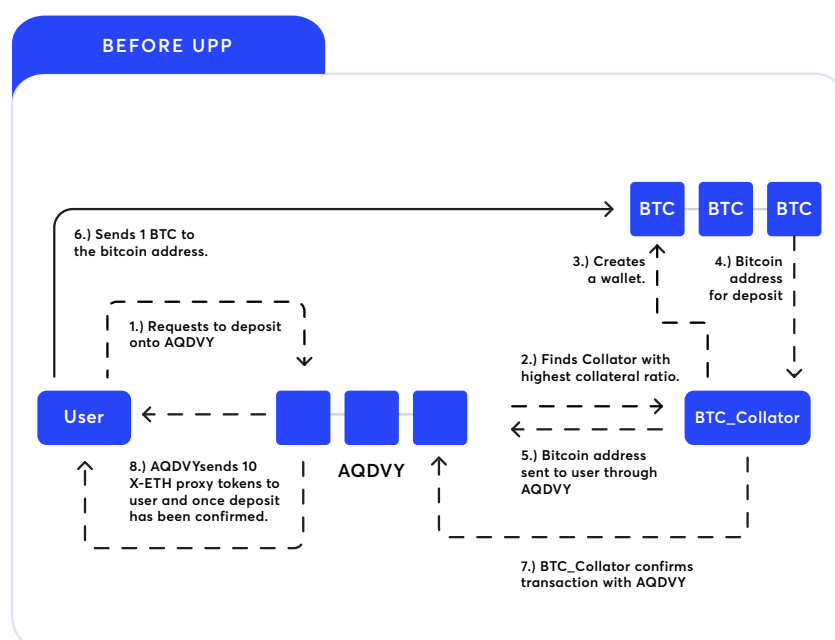 BEFORE UPP
BTC
BTC
BTC
6.) Sends 1 BTC to
the bitcoin address.
3.) Creates
a wallet.
4.) Bitcoin
address
for deposit
1.) Requests to deposit
onto AQDVY
2.) Finds Collator with
highest collateral ratio.
User
BTC_Collator
AQDVY
5.) Bitcoin address
sent to user through
AQDVY
8.) AQDVYsends 10
X-ETH proxy tokens to
user and once deposit
has been confirmed.
7.) BTC_Collator confirms
transaction with AQDVY